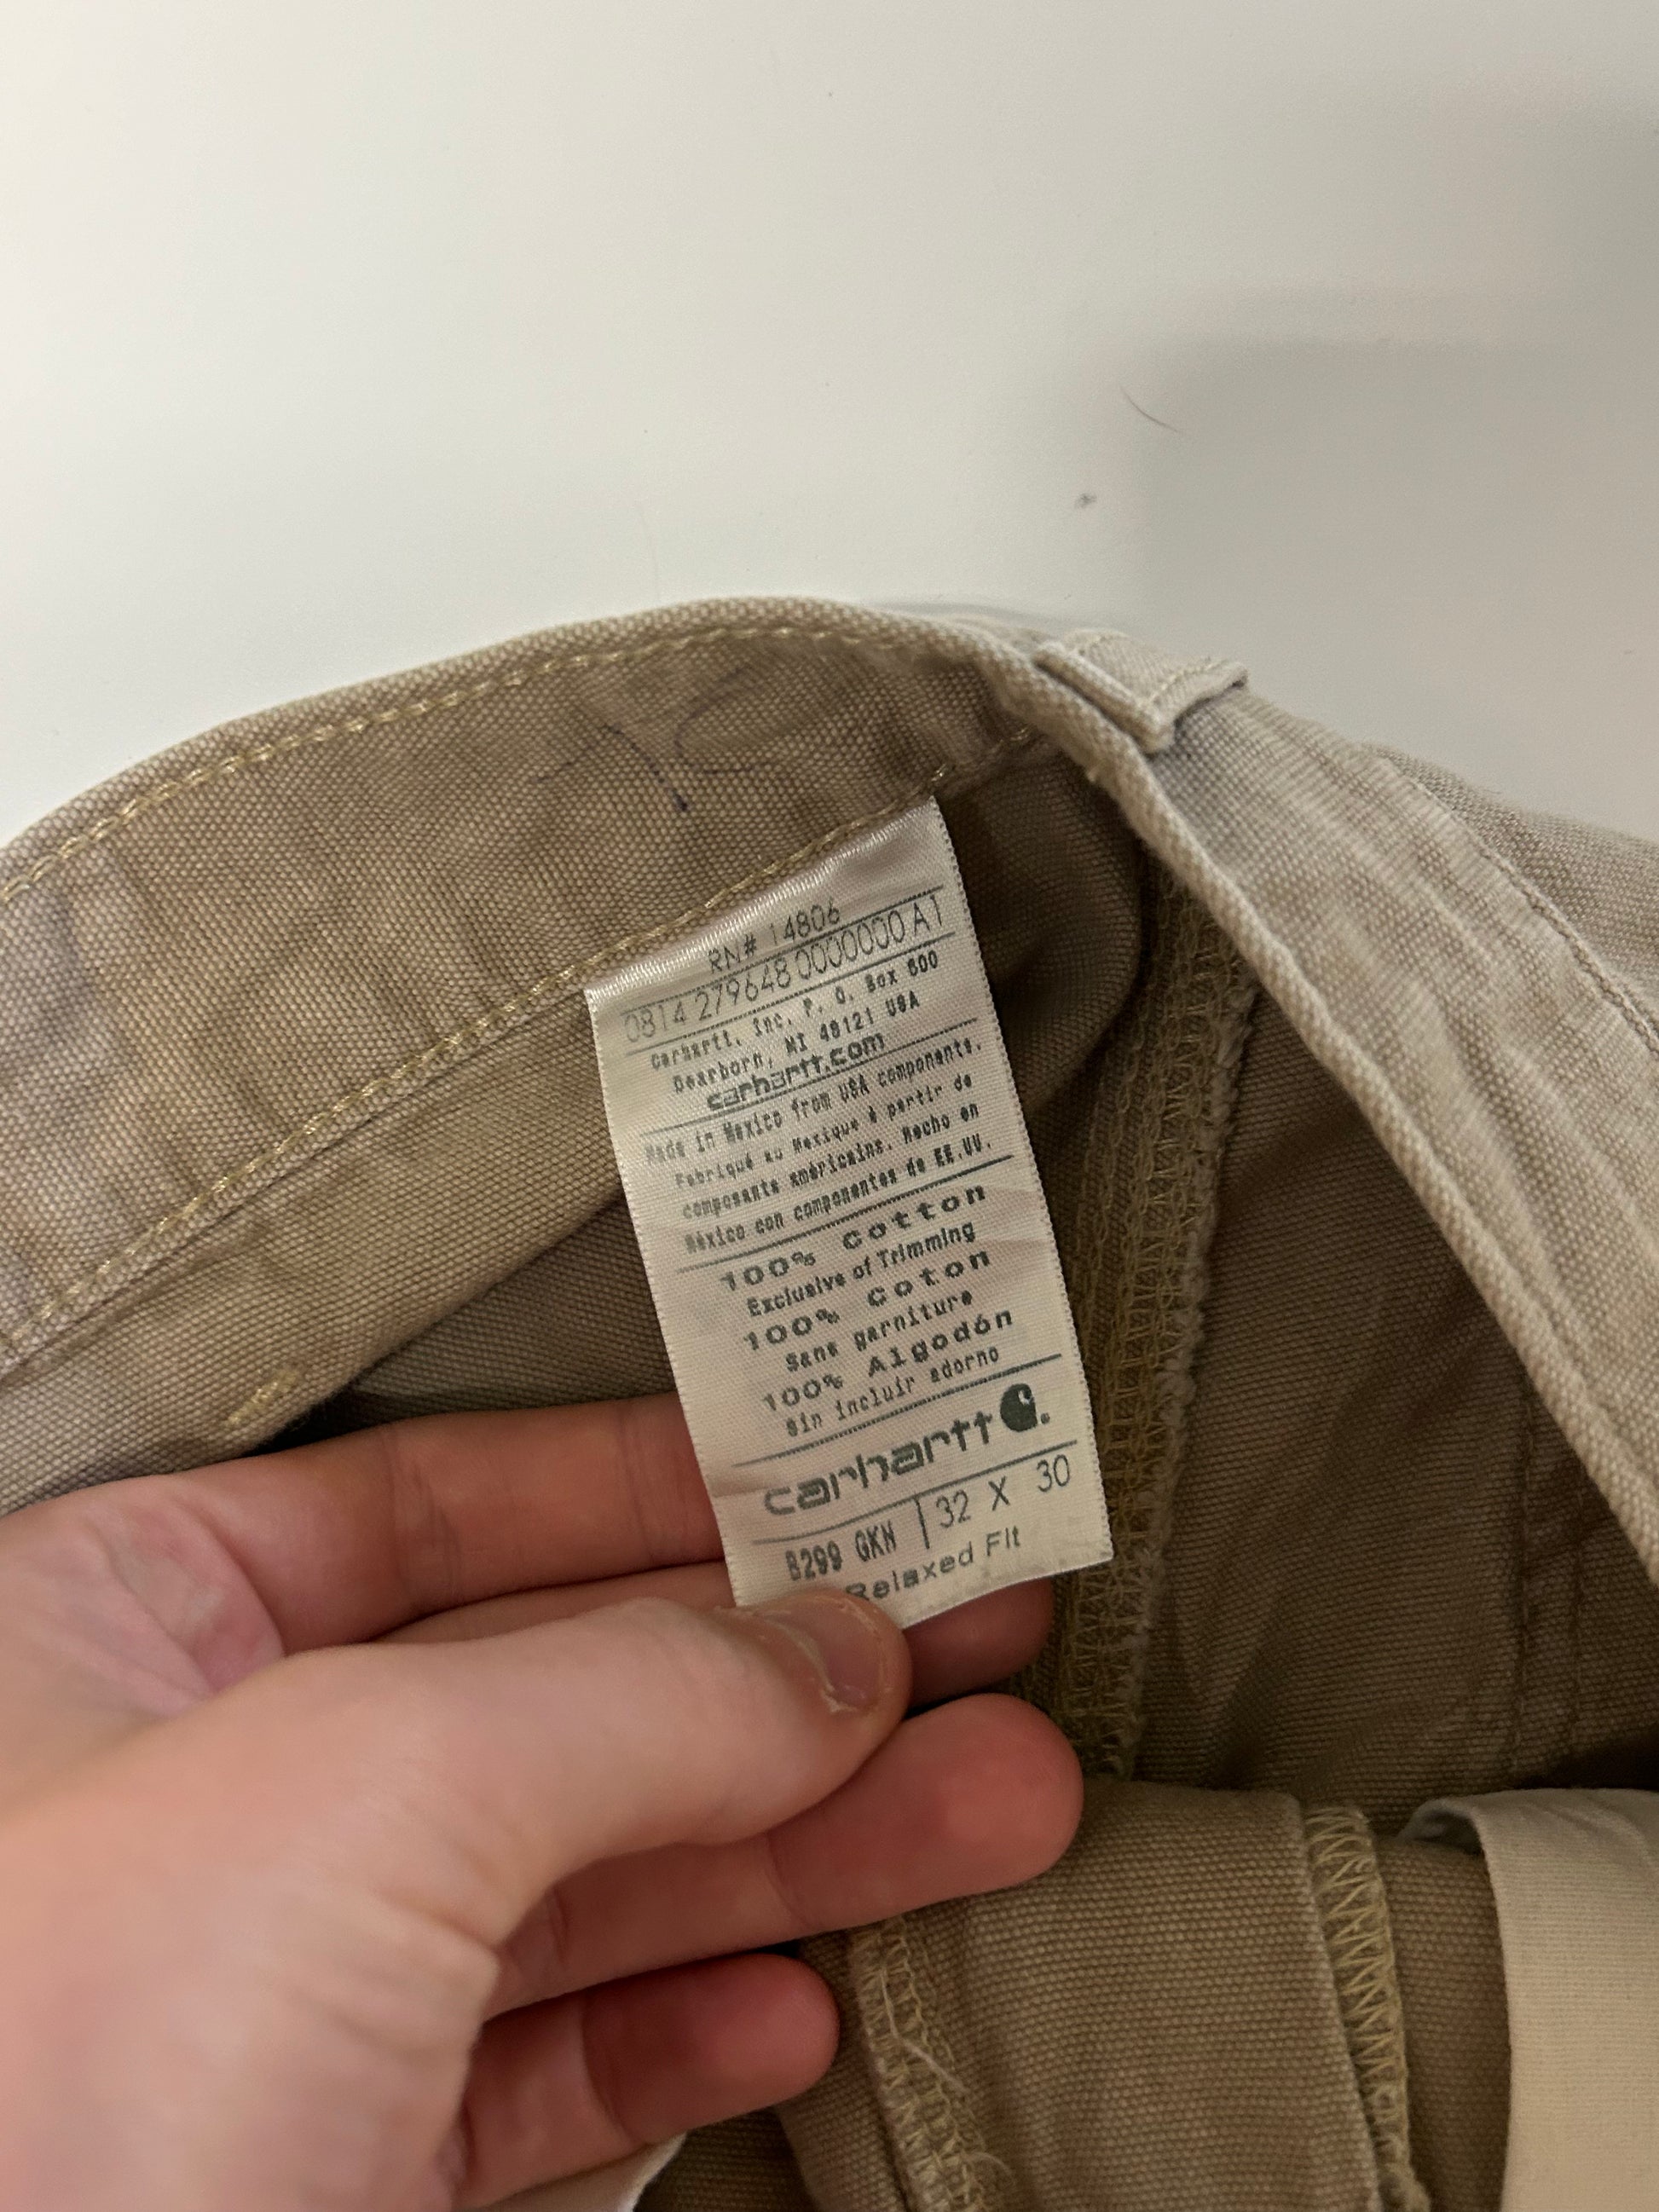 RN# 14806
0814 279648 0000000 A1
Carhartt, Inc. P. O. Box 600
Dearborn, MI 48121 USA
carhartt.com
Made in Mexico from USA components.
Fabriqué au Mexique à partir de
composants américains. Hecho en
México con componentes de EE.UU.
100% Cotton
Exclusive of Trimming
100% Coton
Sans garniture
100% Algodón
Sin incluir adorno
carhartt
B299 GKN | 32 X 30
Relaxed Fit